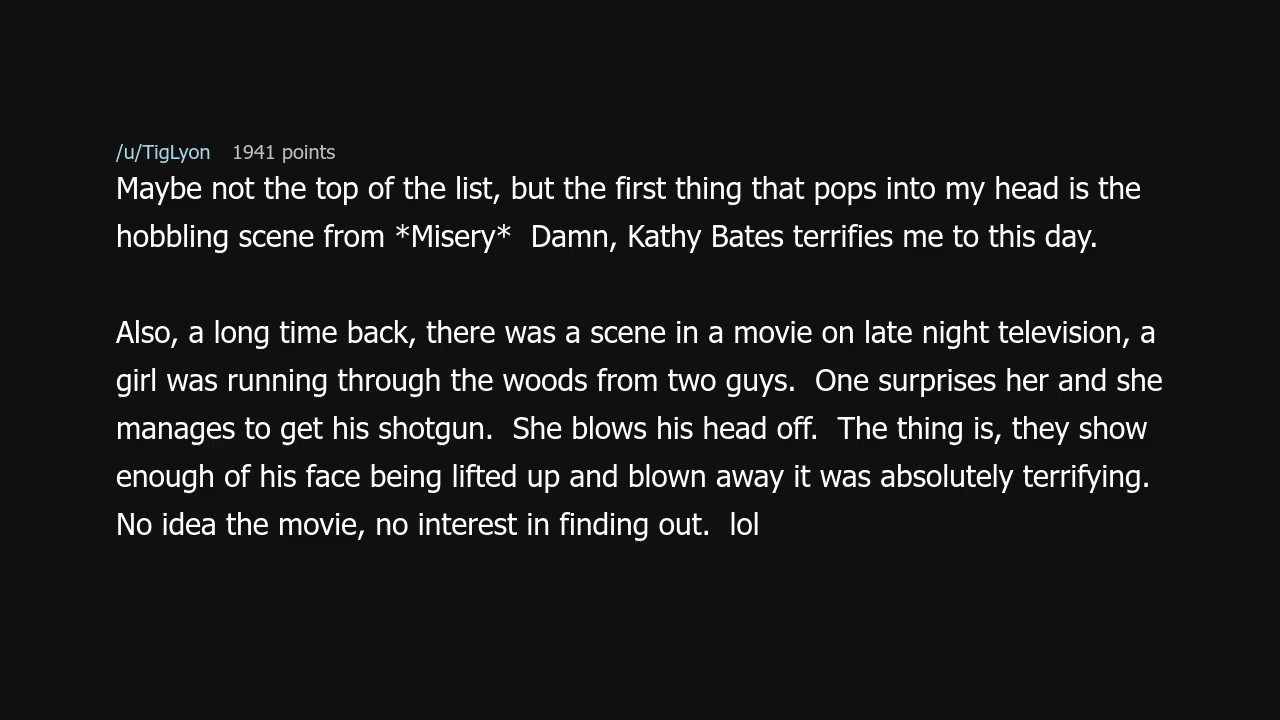 /u/TigLyon 1941 points
Maybe not the top of the list, but the first thing that pops into my head is the
hobbling scene from *Misery*  Damn, Kathy Bates terrifies me to this day.
Also, a long time back, there was a scene in a movie on late night television, a
girl was running through the woods from two guys.  One surprises her and she
manages to get his shotgun.  She blows his head off.  The thing is, they show
enough of his face being lifted up and blown away it was absolutely terrifying.
No idea the movie, no interest in finding out.  lol